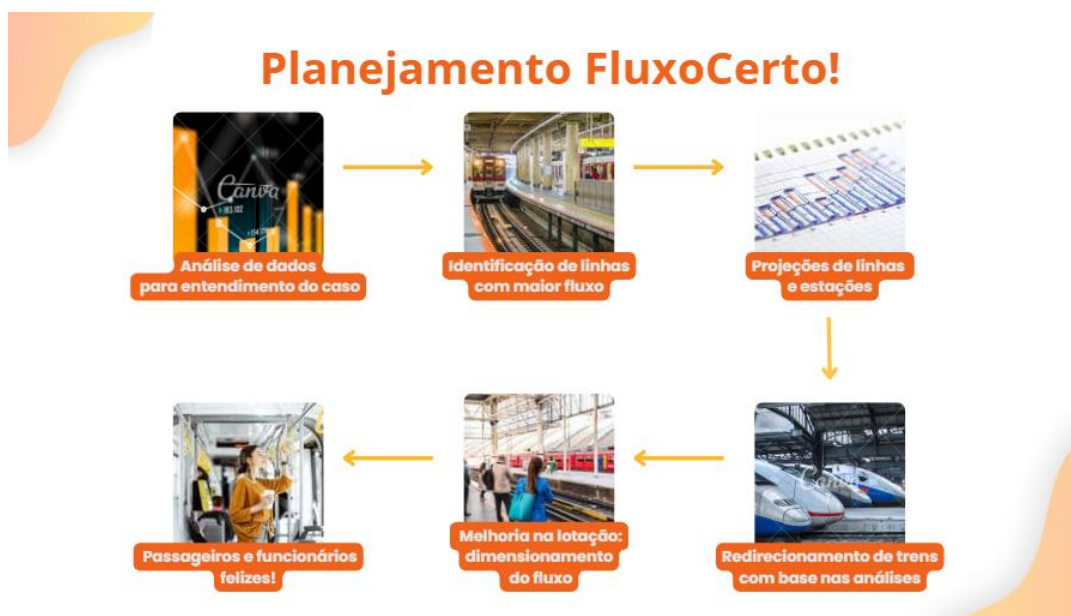 Planejamento FluxoCerto!
Canva
Análise de dados
para entendimento do caso
Identificação de linhas
com maior fluxo
Projeções de linhas
e estações
Canva
Redirecionamento de trens
com base nas análises
Melhoria na lotação:
dimensionamento
do fluxo
Passageiros e funcionários
felizes!